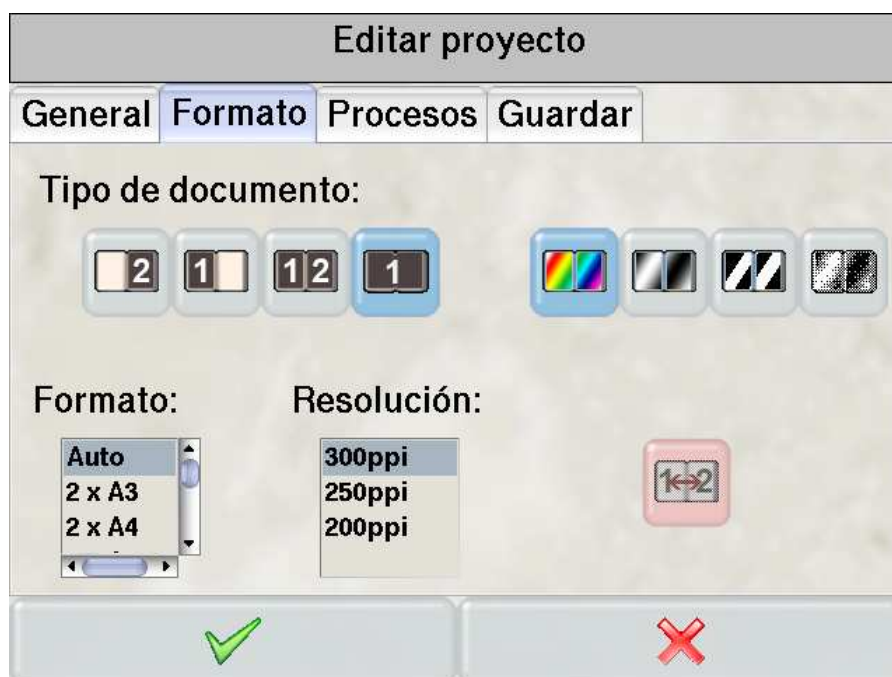 Editar proyecto
General Formato Procesos Guardar
Tipo de documento:
2 1 1 2 1
Formato: Resolución:
Auto 300ppi
2 x A3 250ppi
2 x A4 200ppi
1 2